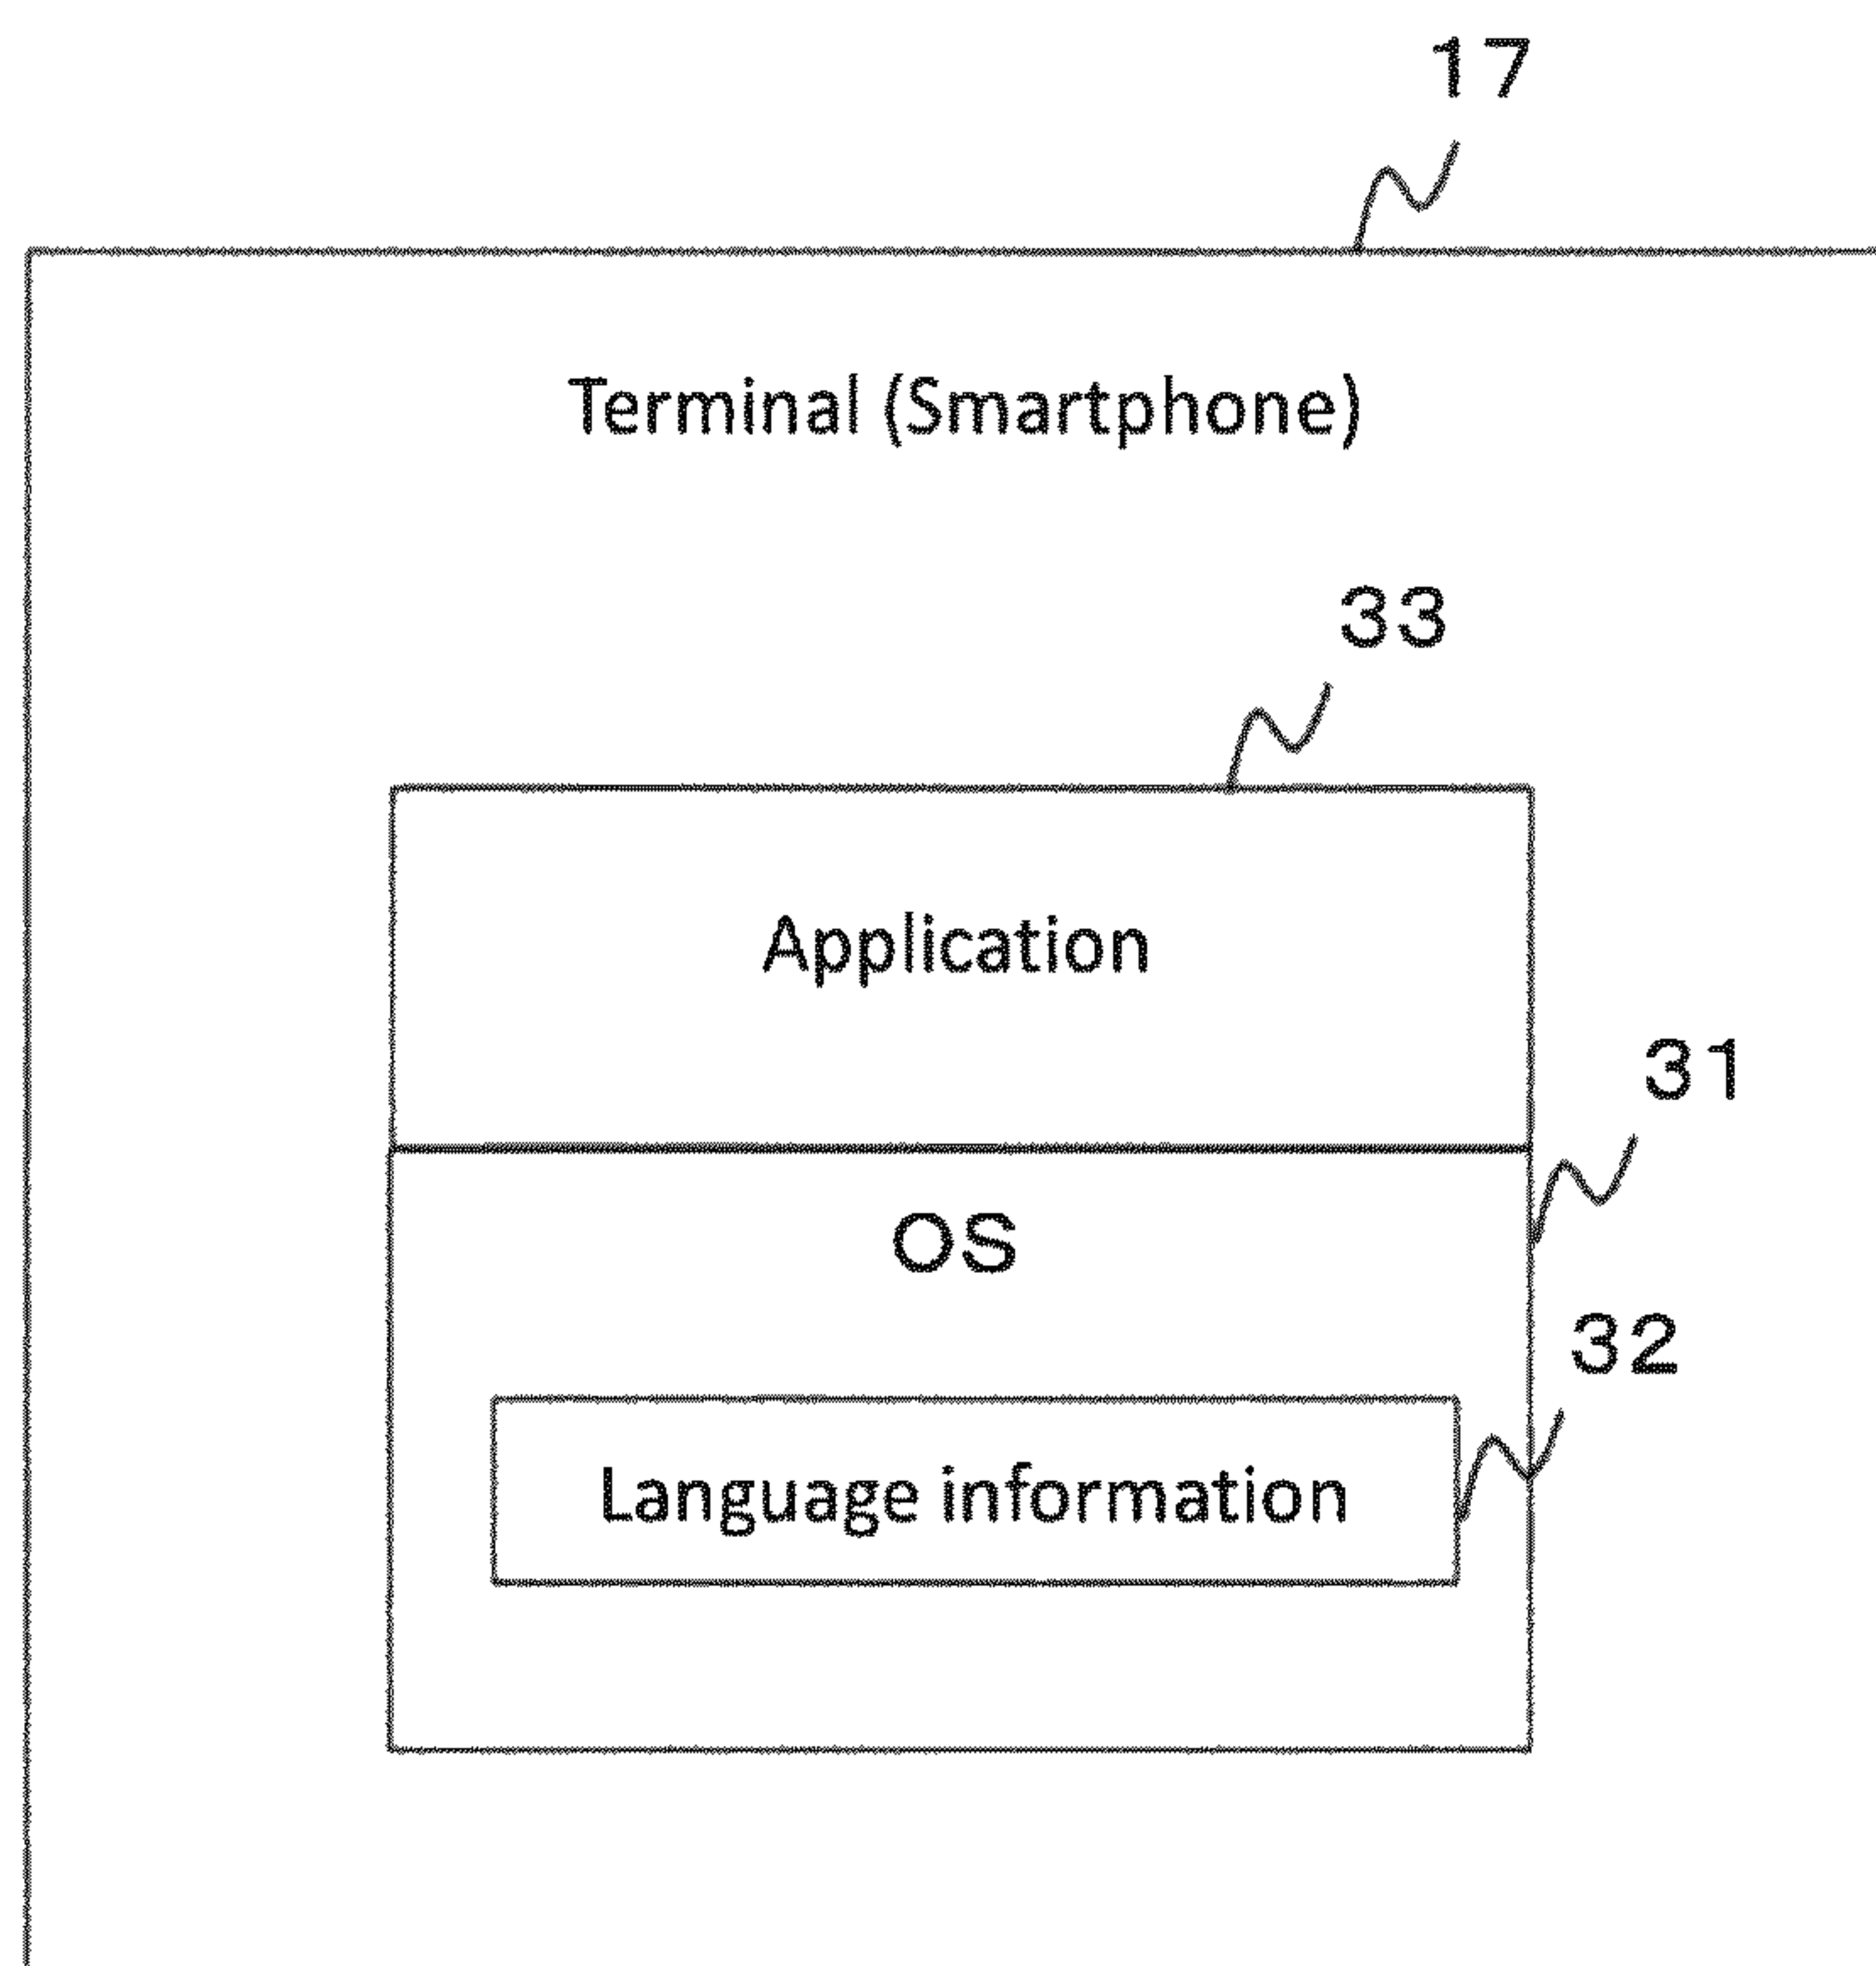 17
Terminal (Smartphone)
33
Application
31
OS
32
Language information